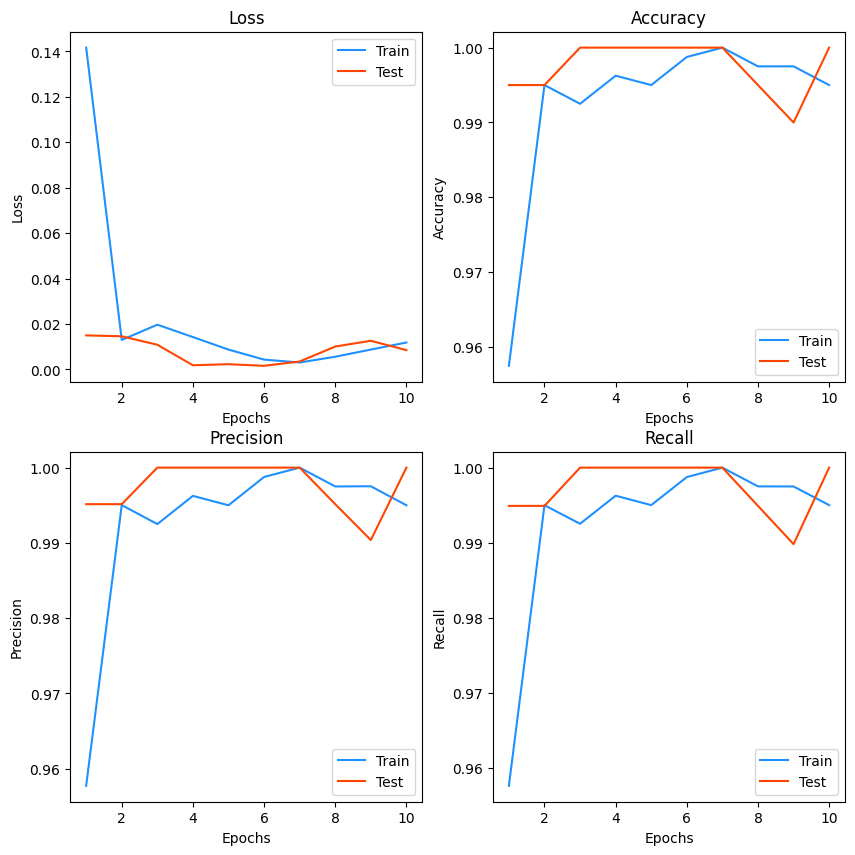 Loss
Loss
0.14
0.12
0.10
0.08
0.06
0.04
0.02
0.00
Train
Test
2 4 6 8 10
Epochs
Accuracy
Accuracy
1.00
0.99
0.98
0.97
0.96
Train
Test
2 4 6 8 10
Epochs
Precision
Precision
1.00
0.99
0.98
0.97
0.96
Train
Test
2 4 6 8 10
Epochs
Recall
Recall
1.00
0.99
0.98
0.97
0.96
Train
Test
2 4 6 8 10
Epochs